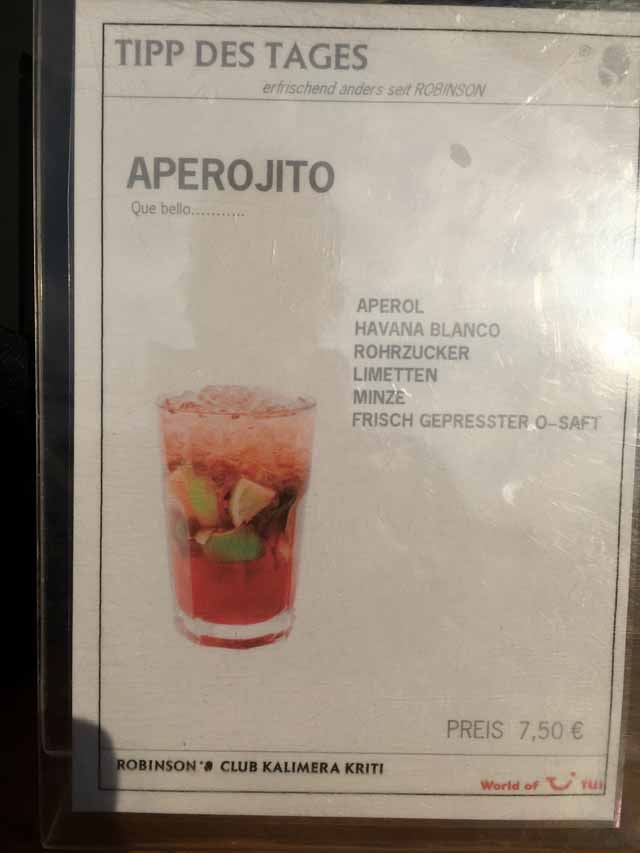 TIPP DES TAGES
®
erfrischend anders seit ROBINSON
APEROJITO
Que bello...........
APEROL
HAVANA BLANCO
ROHRZUCKER
LIMETTEN
MINZE
FRISCH GEPRESSTER O-SAFT
PREIS 7,50 €
ROBINSON CLUB KALIMERA KRITI
World of TUI